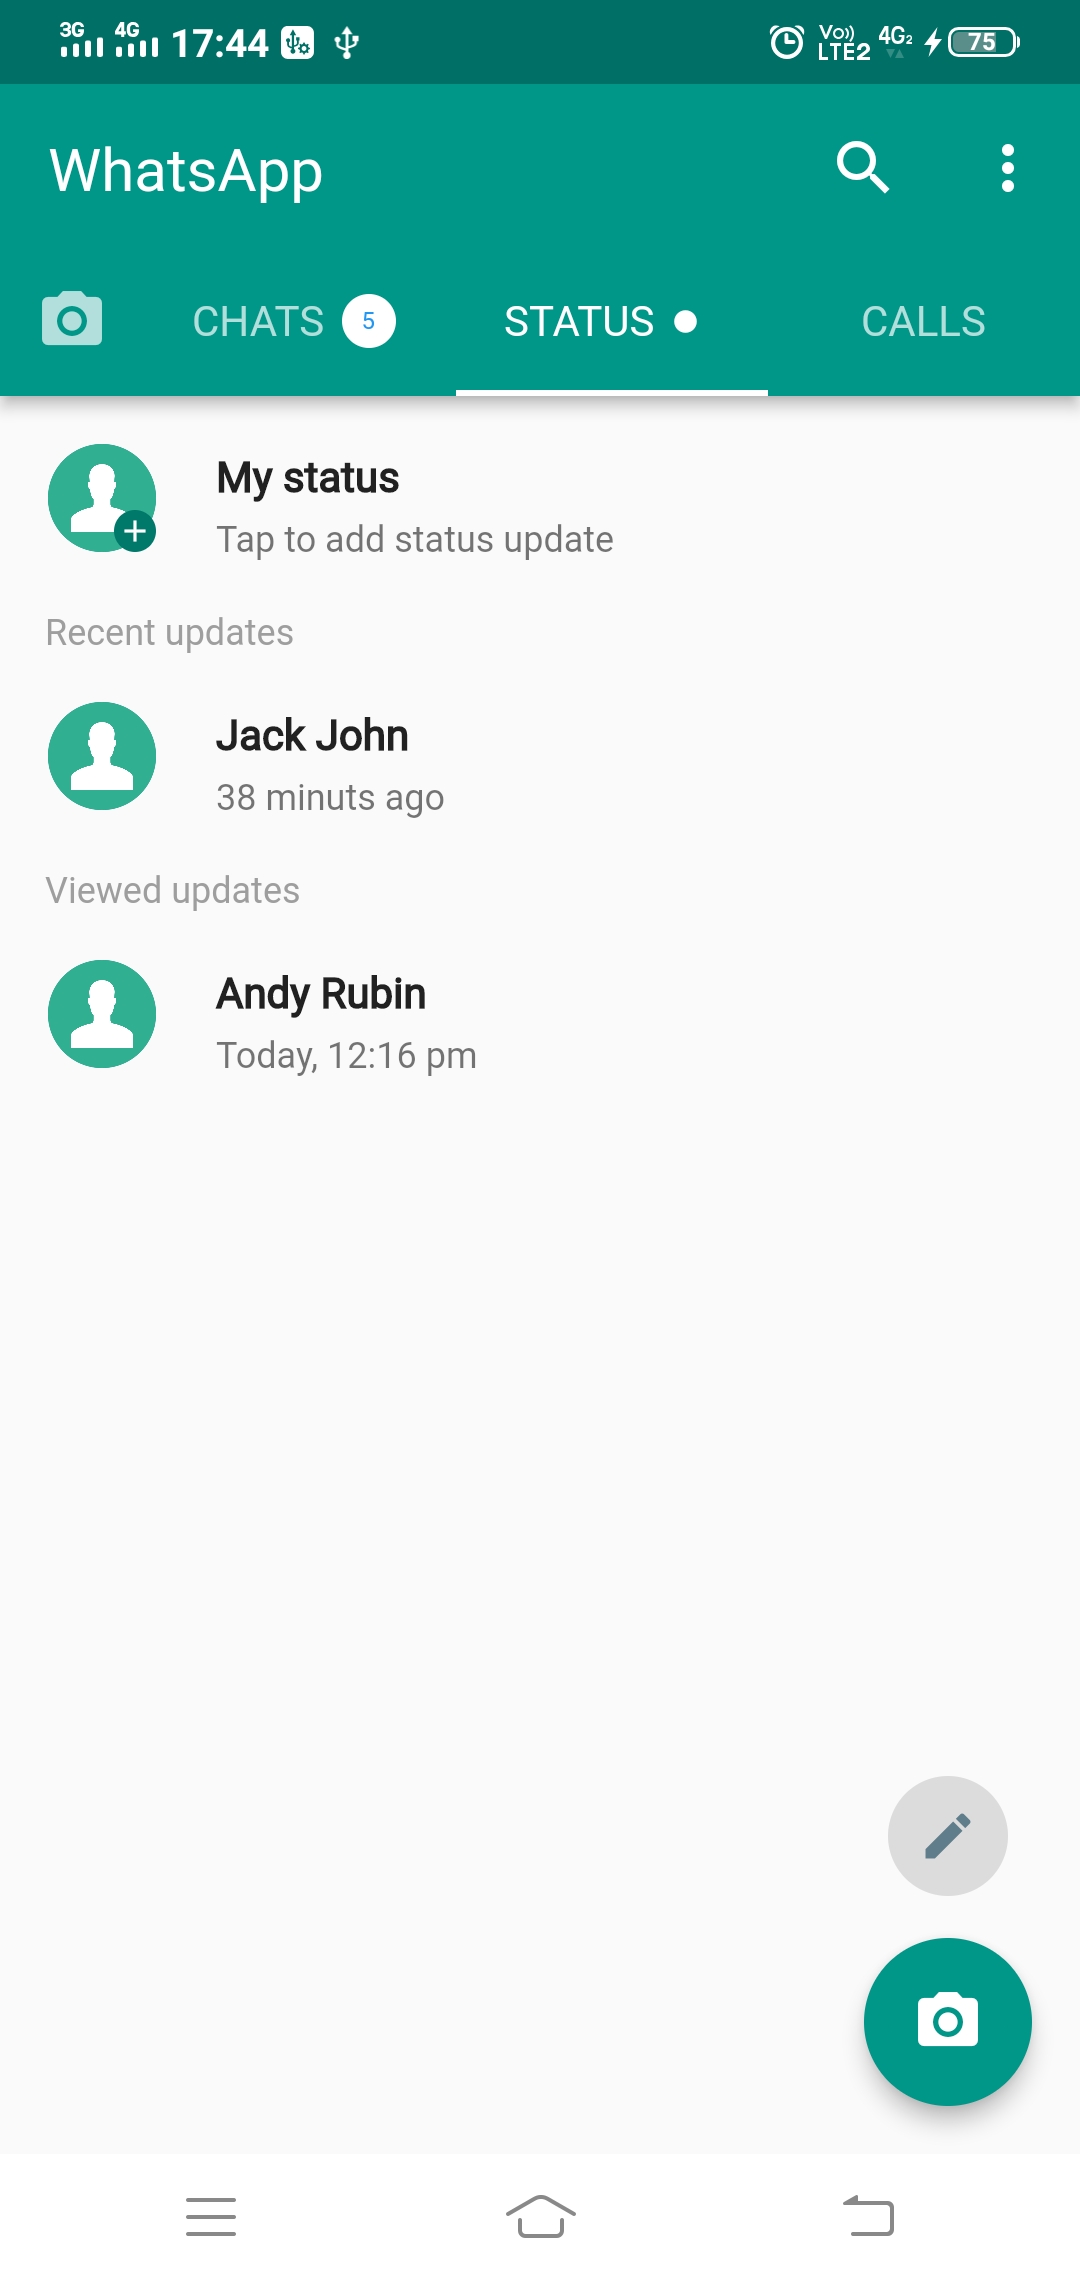 3G 4G 17:44 Vo)) LTE2 4G2 75
WhatsApp
CHATS 5 STATUS CALLS
My status
Tap to add status update
Recent updates
Jack John
38 minuts ago
Viewed updates
Andy Rubin
Today, 12:16 pm